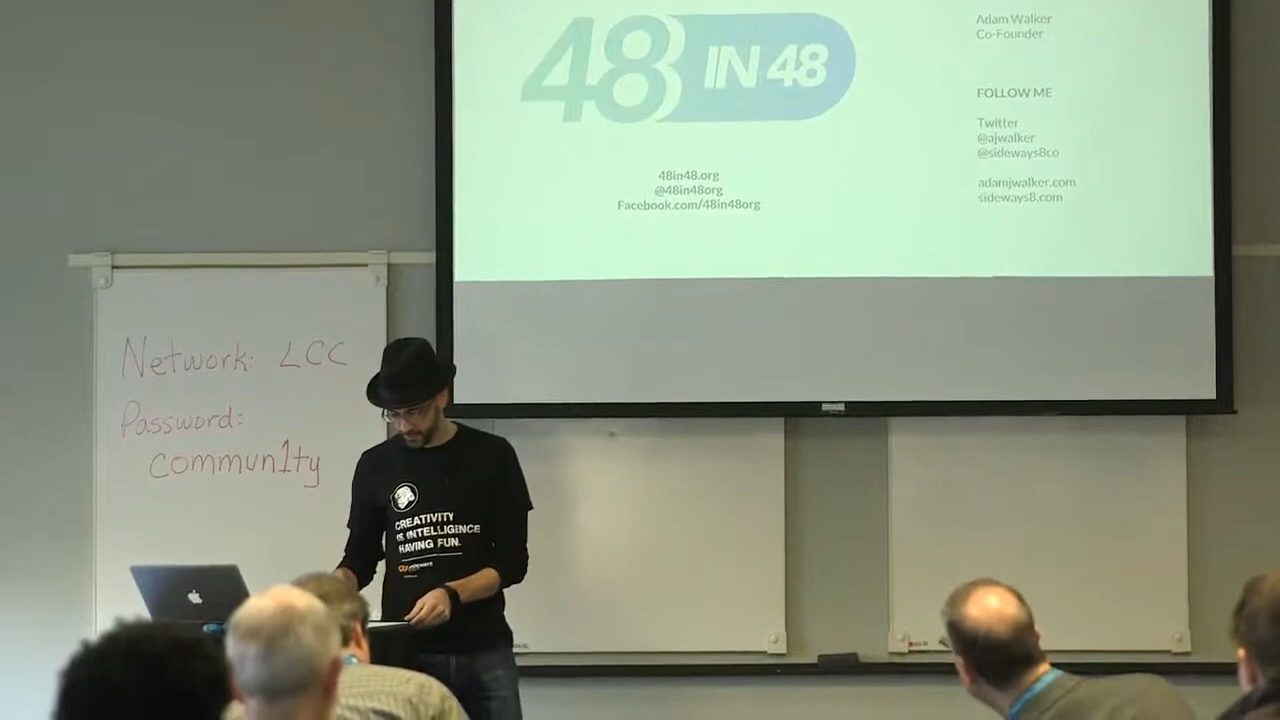 48 IN 48
48in48.org
@48in48org
Facebook.com/48in48org
Adam Walker
Co-Founder
FOLLOW ME
Twitter
@ajwalker
@sideways8co
adamjwalker.com
sideways8.com
Network: LCC
Password:
commun1ty
CREATIVITY
IS INTELLIGENCE
HAVING FUN.